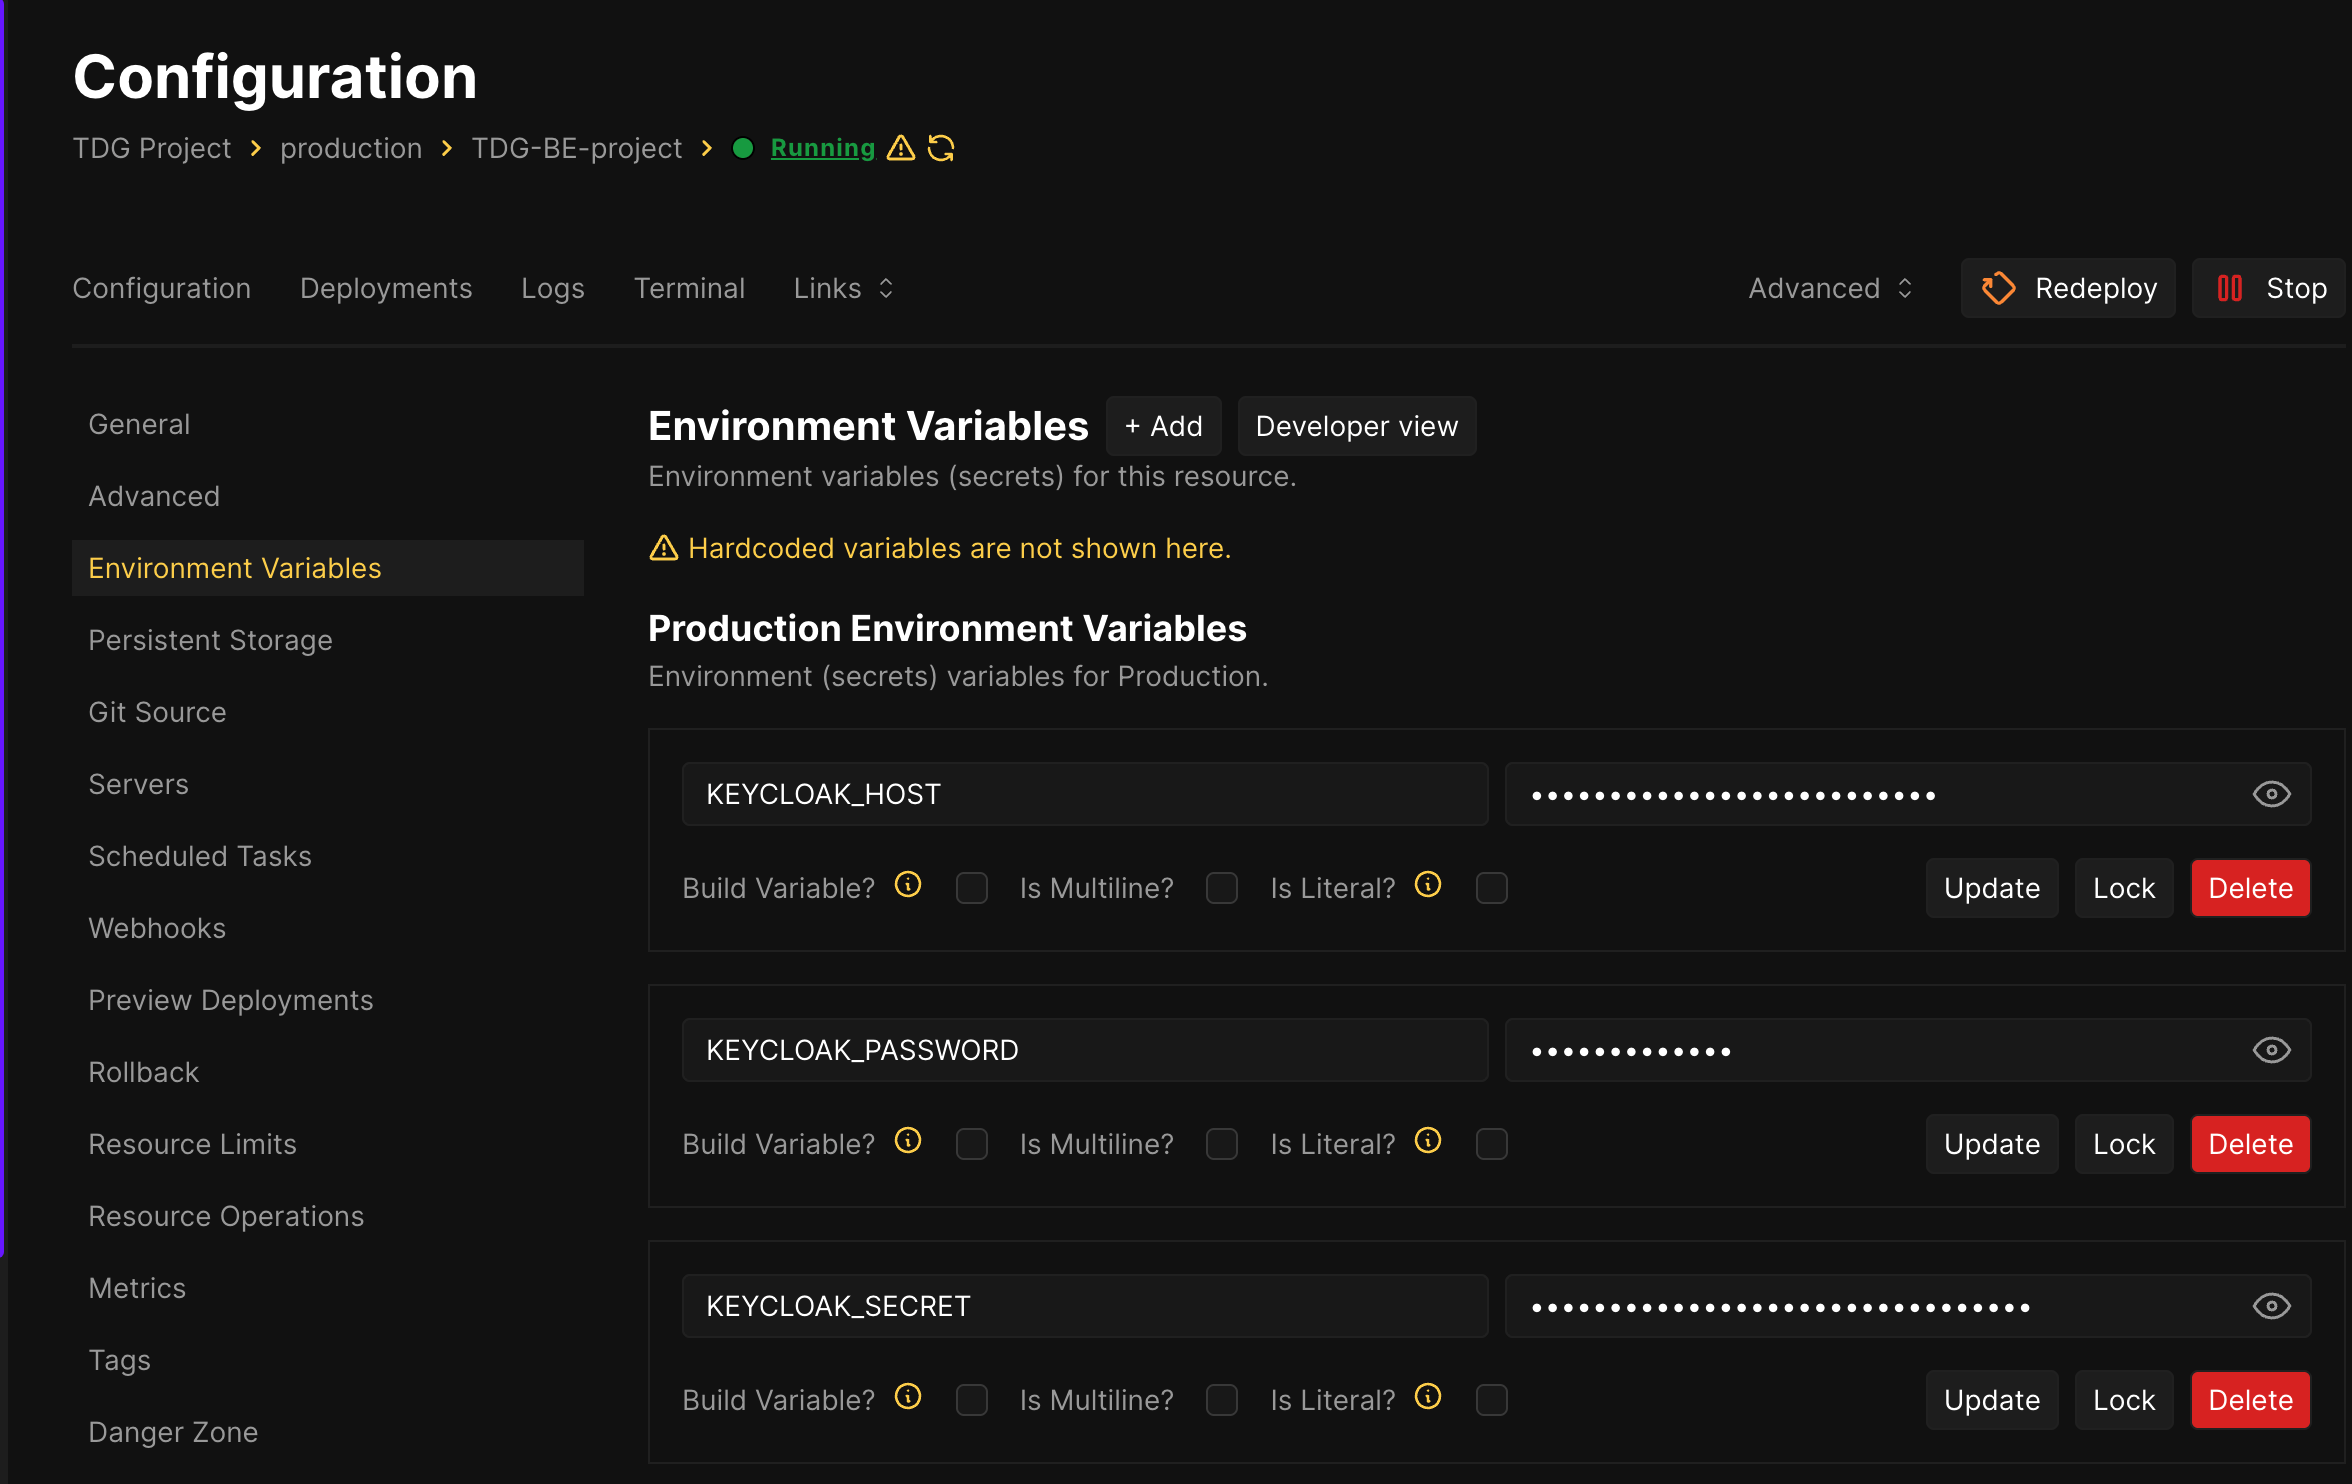 Configuration
TDG Project > production > TDG-BE-project > Running
Configuration Deployments Logs Terminal Links Advanced Redeploy Stop
General
Advanced
Environment Variables
Persistent Storage
Git Source
Servers
Scheduled Tasks
Webhooks
Preview Deployments
Rollback
Resource Limits
Resource Operations
Metrics
Tags
Danger Zone
Environment Variables + Add Developer view
Environment variables (secrets) for this resource.
Hardcoded variables are not shown here.
Production Environment Variables
Environment (secrets) variables for Production.
KEYCLOAK_HOST
Build Variable? Is Multiline? Is Literal? Update Lock Delete
KEYCLOAK_PASSWORD
Build Variable? Is Multiline? Is Literal? Update Lock Delete
KEYCLOAK_SECRET
Build Variable? Is Multiline? Is Literal? Update Lock Delete